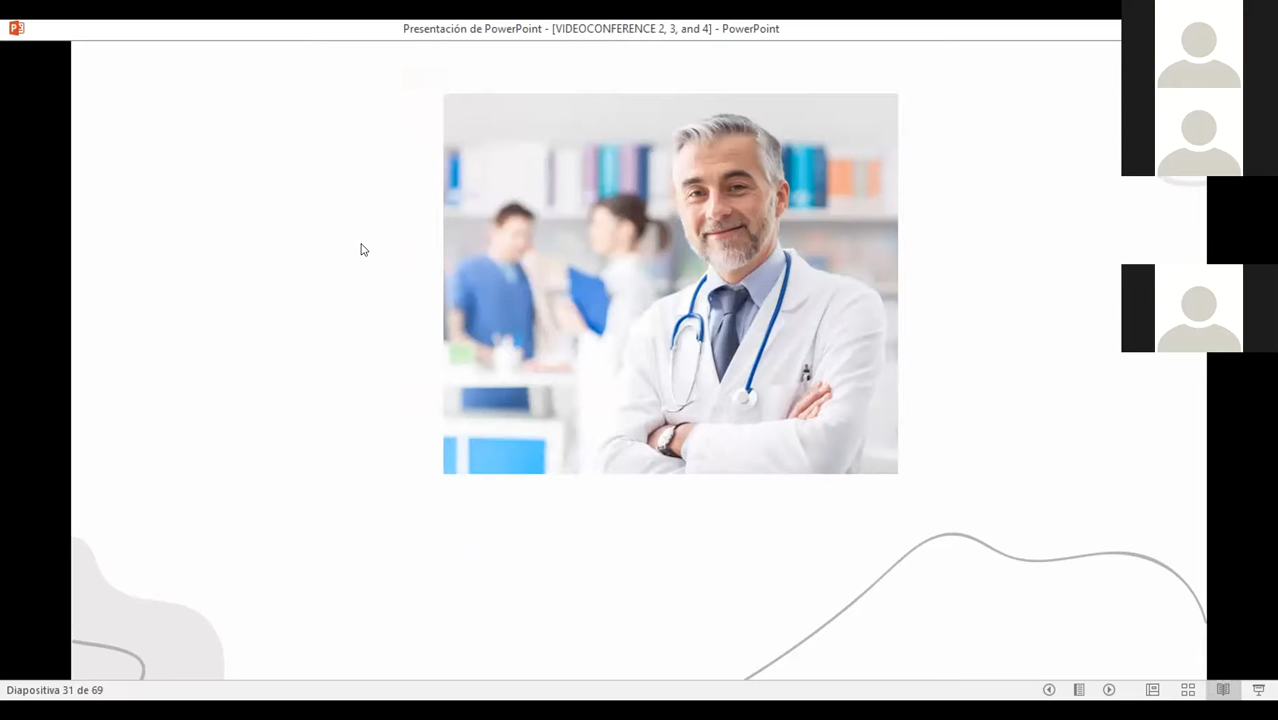 Presentación de PowerPoint - [VIDEOCONFERENCE 2, 3, and 4] - PowerPoint
Diapositiva 31 de 69